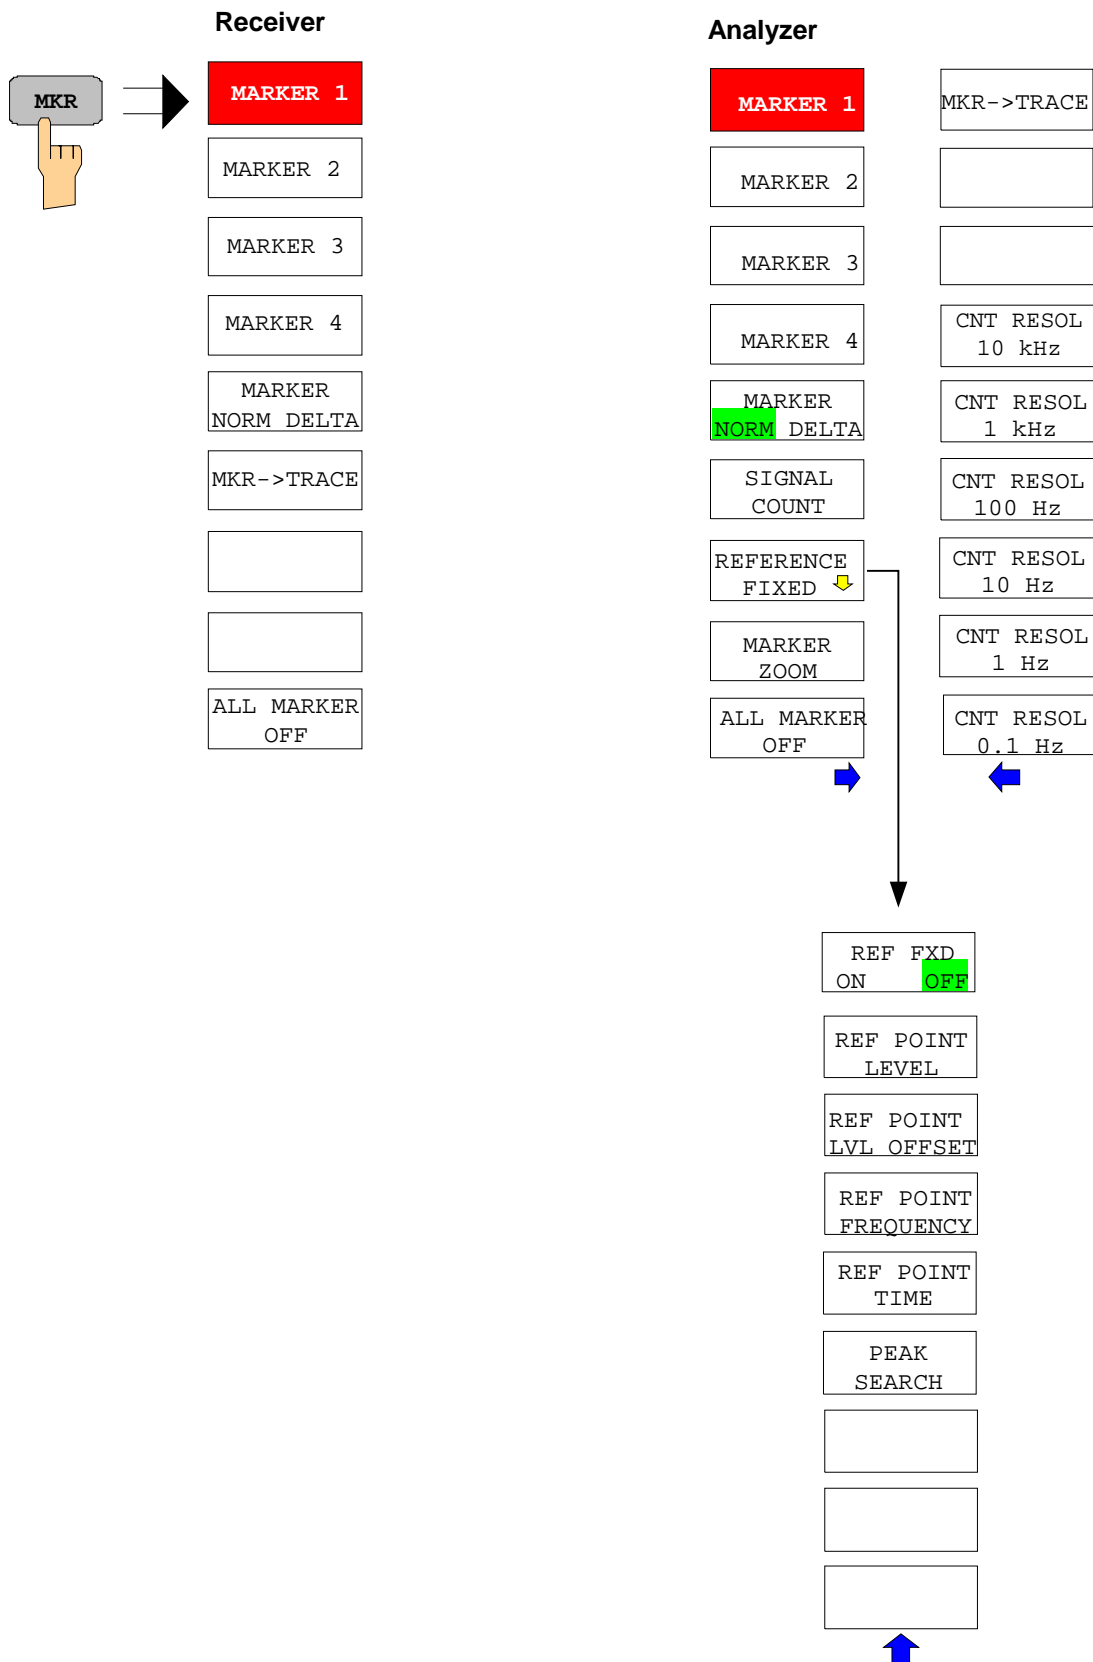 Receiver
MKR
MARKER 1
MARKER 2
MARKER 3
MARKER 4
MARKER
NORM DELTA
MKR->TRACE
ALL MARKER
OFF
Analyzer
MARKER 1
MARKER 2
MARKER 3
MARKER 4
MARKER
NORM DELTA
SIGNAL
COUNT
REFERENCE
FIXED
MARKER
ZOOM
ALL MARKER
OFF
MKR->TRACE
CNT RESOL
10 kHz
CNT RESOL
1 kHz
CNT RESOL
100 Hz
CNT RESOL
10 Hz
CNT RESOL
1 Hz
CNT RESOL
0.1 Hz
REF FXD
ON OFF
REF POINT
LEVEL
REF POINT
LVL OFFSET
REF POINT
FREQUENCY
REF POINT
TIME
PEAK
SEARCH